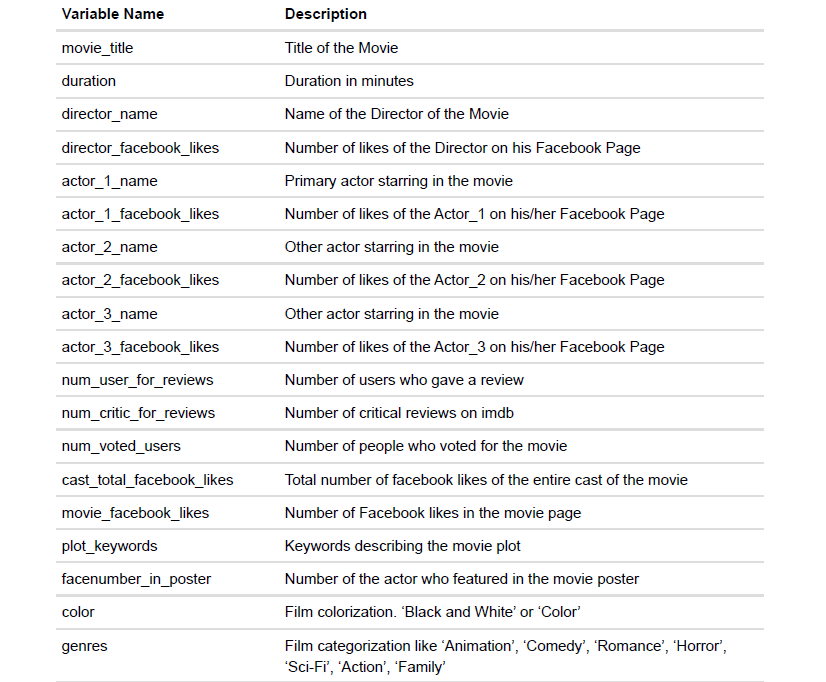 Variable Name Description
movie_title Title of the Movie
duration Duration in minutes
director_name Name of the Director of the Movie
director_facebook_likes Number of likes of the Director on his Facebook Page
actor_1_name Primary actor starring in the movie
actor_1_facebook_likes Number of likes of the Actor_1 on his/her Facebook Page
actor_2_name Other actor starring in the movie
actor_2_facebook_likes Number of likes of the Actor_2 on his/her Facebook Page
actor_3_name Other actor starring in the movie
actor_3_facebook_likes Number of likes of the Actor_3 on his/her Facebook Page
num_user_for_reviews Number of users who gave a review
num_critic_for_reviews Number of critical reviews on imdb
num_voted_users Number of people who voted for the movie
cast_total_facebook_likes Total number of facebook likes of the entire cast of the movie
movie_facebook_likes Number of Facebook likes in the movie page
plot_keywords Keywords describing the movie plot
facenumber_in_poster Number of the actor who featured in the movie poster
color Film colorization. ‘Black and White’ or ‘Color’
genres Film categorization like ‘Animation’, ‘Comedy’, ‘Romance’, ‘Horror’,
‘Sci-Fi’, ‘Action’, ‘Family’